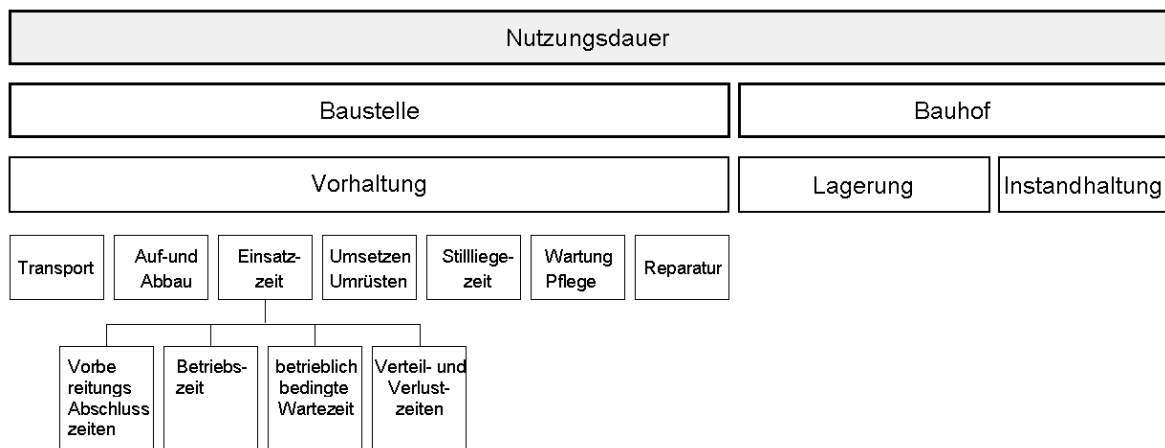 Nutzungsdauer
Baustelle
Bauhof
Vorhaltung
Lagerung
Instandhaltung
Transport
Auf-und
Abbau
Einsatz-
zeit
Umsetzen
Umrüsten
Stillliege-
zeit
Wartung
Pflege
Reparatur
Vorbe
reitungs
Abschluss
zeiten
Betriebs-
zeit
betrieblich
bedingte
Wartezeit
Verteil- und
Verlust-
zeiten